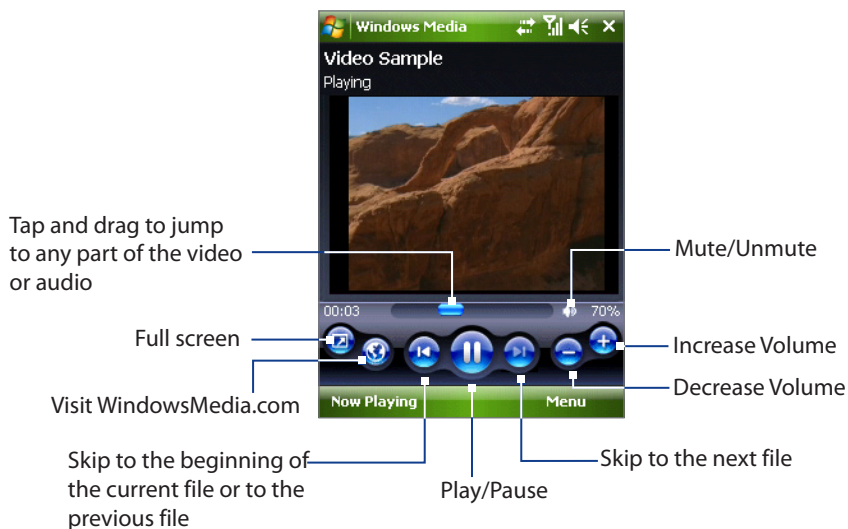 Windows Media
Video Sample
Playing
Tap and drag to jump
to any part of the video
or audio
Mute/Unmute
00:03
70%
Full screen
Increase Volume
Decrease Volume
Visit WindowsMedia.com
Now Playing
Menu
Skip to the beginning of
the current file or to the
previous file
Play/Pause
Skip to the next file